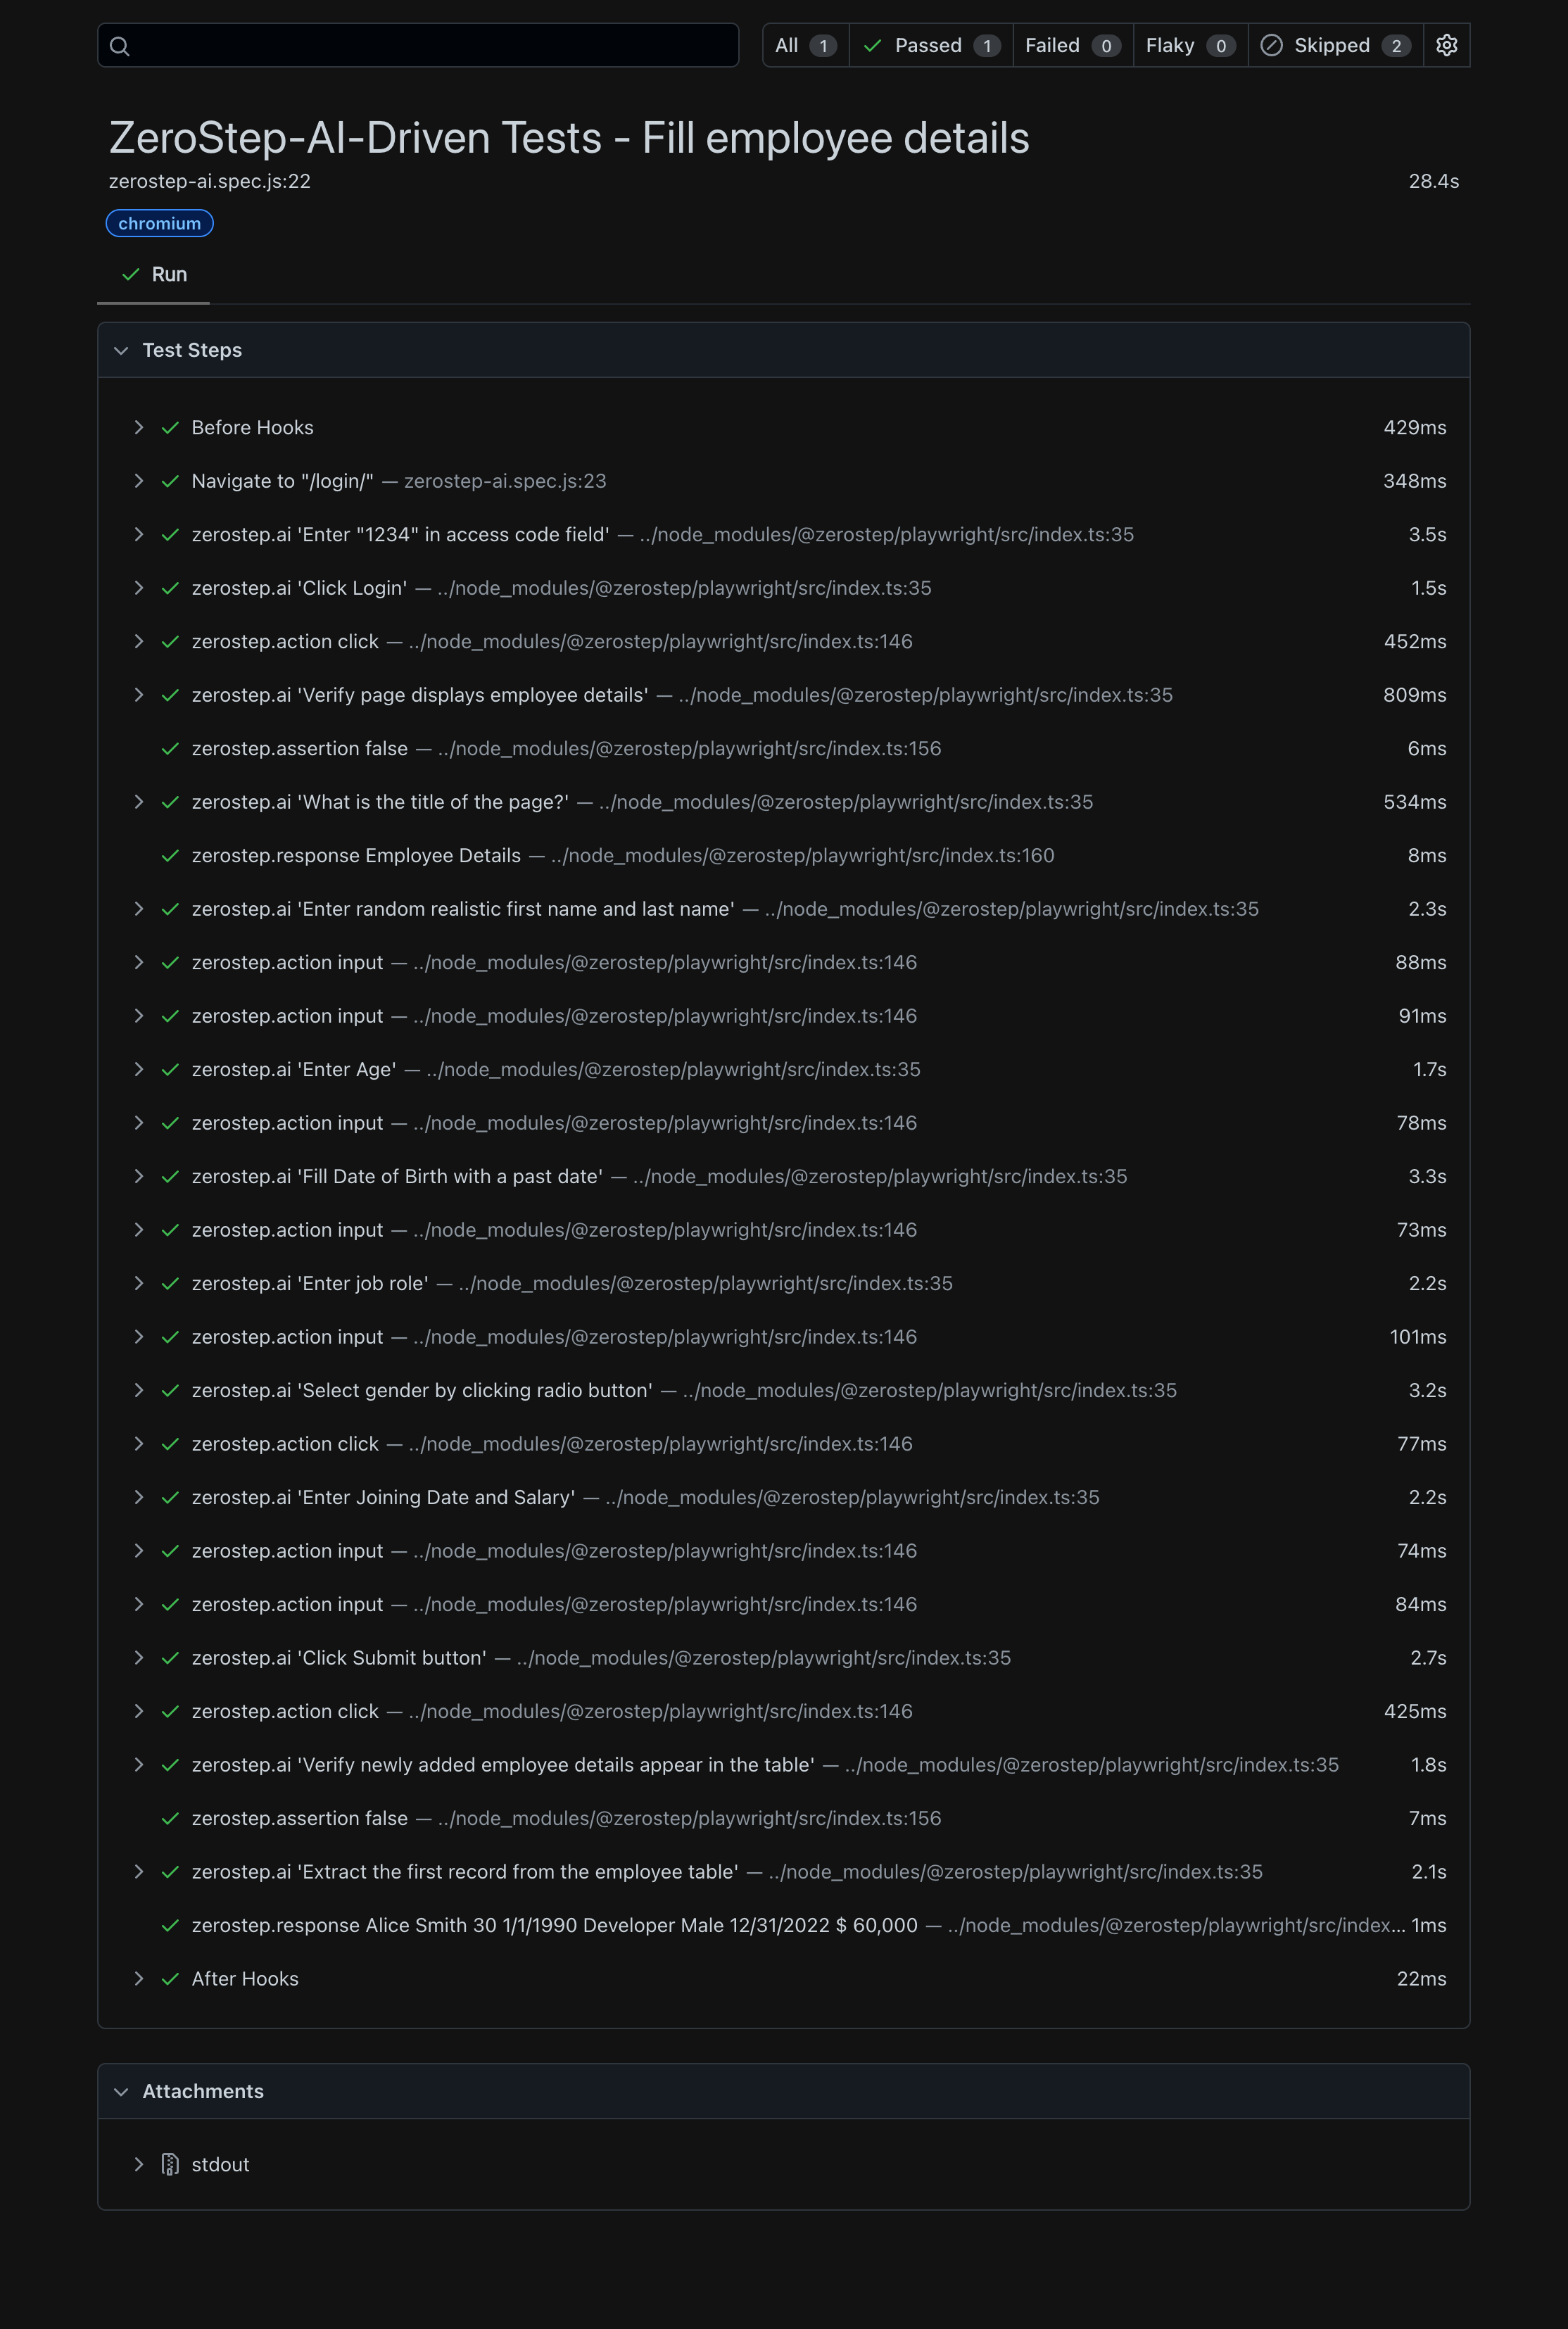 All 1 Passed 1 Failed 0 Flaky 0 Skipped 2
ZeroStep-AI-Driven Tests - Fill employee details
zerostep-ai.spec.js:22 28.4s
chromium
Run
Test Steps
Before Hooks 429ms
Navigate to "/login/" — zerostep-ai.spec.js:23 348ms
zerostep.ai 'Enter "1234" in access code field' — ../node_modules/@zerostep/playwright/src/index.ts:35 3.5s
zerostep.ai 'Click Login' — ../node_modules/@zerostep/playwright/src/index.ts:35 1.5s
zerostep.action click — ../node_modules/@zerostep/playwright/src/index.ts:146 452ms
zerostep.ai 'Verify page displays employee details' — ../node_modules/@zerostep/playwright/src/index.ts:35 809ms
zerostep.assertion false — ../node_modules/@zerostep/playwright/src/index.ts:156 6ms
zerostep.ai 'What is the title of the page?' — ../node_modules/@zerostep/playwright/src/index.ts:35 534ms
zerostep.response Employee Details — ../node_modules/@zerostep/playwright/src/index.ts:160 8ms
zerostep.ai 'Enter random realistic first name and last name' — ../node_modules/@zerostep/playwright/src/index.ts:35 2.3s
zerostep.action input — ../node_modules/@zerostep/playwright/src/index.ts:146 88ms
zerostep.action input — ../node_modules/@zerostep/playwright/src/index.ts:146 91ms
zerostep.ai 'Enter Age' — ../node_modules/@zerostep/playwright/src/index.ts:35 1.7s
zerostep.action input — ../node_modules/@zerostep/playwright/src/index.ts:146 78ms
zerostep.ai 'Fill Date of Birth with a past date' — ../node_modules/@zerostep/playwright/src/index.ts:35 3.3s
zerostep.action input — ../node_modules/@zerostep/playwright/src/index.ts:146 73ms
zerostep.ai 'Enter job role' — ../node_modules/@zerostep/playwright/src/index.ts:35 2.2s
zerostep.action input — ../node_modules/@zerostep/playwright/src/index.ts:146 101ms
zerostep.ai 'Select gender by clicking radio button' — ../node_modules/@zerostep/playwright/src/index.ts:35 3.2s
zerostep.action click — ../node_modules/@zerostep/playwright/src/index.ts:146 77ms
zerostep.ai 'Enter Joining Date and Salary' — ../node_modules/@zerostep/playwright/src/index.ts:35 2.2s
zerostep.action input — ../node_modules/@zerostep/playwright/src/index.ts:146 74ms
zerostep.action input — ../node_modules/@zerostep/playwright/src/index.ts:146 84ms
zerostep.ai 'Click Submit button' — ../node_modules/@zerostep/playwright/src/index.ts:35 2.7s
zerostep.action click — ../node_modules/@zerostep/playwright/src/index.ts:146 425ms
zerostep.ai 'Verify newly added employee details appear in the table' — ../node_modules/@zerostep/playwright/src/index.ts:35 1.8s
zerostep.assertion false — ../node_modules/@zerostep/playwright/src/index.ts:156 7ms
zerostep.ai 'Extract the first record from the employee table' — ../node_modules/@zerostep/playwright/src/index.ts:35 2.1s
zerostep.response Alice Smith 30 1/1/1990 Developer Male 12/31/2022 $ 60,000 — ../node_modules/@zerostep/playwright/src/index... 1ms
After Hooks 22ms
Attachments
stdout